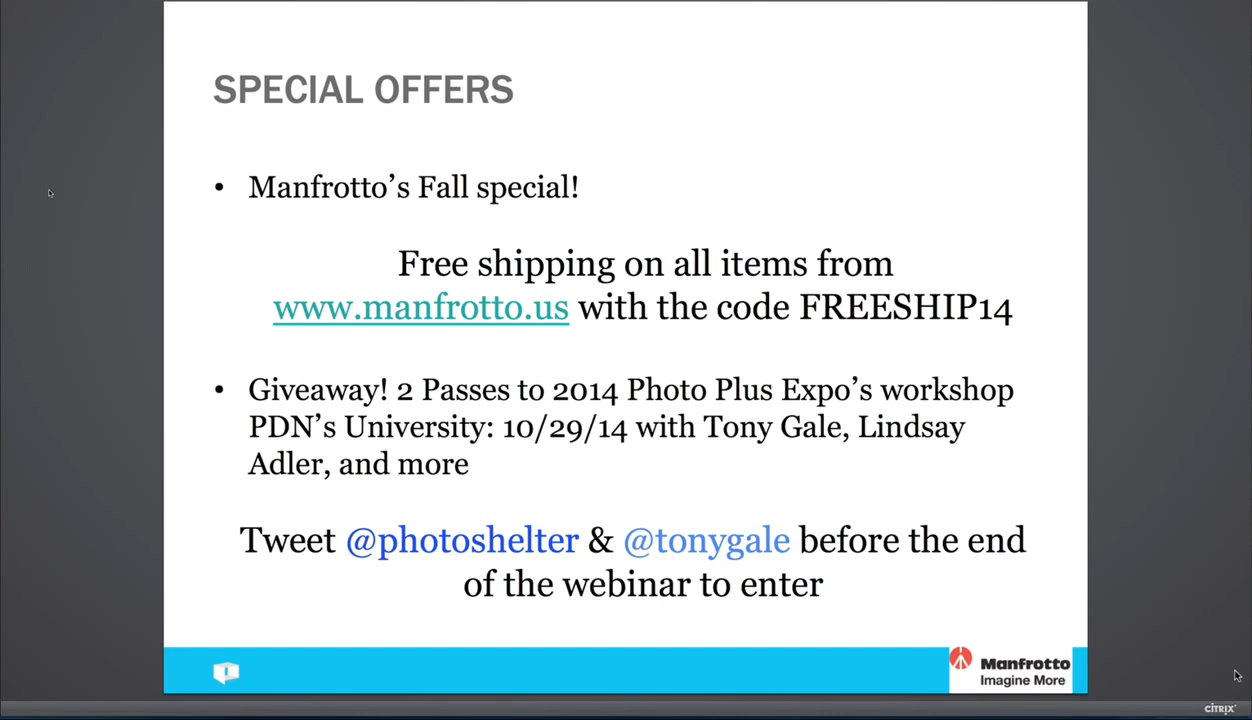 SPECIAL OFFERS
• Manfrotto’s Fall special!
Free shipping on all items from
www.manfrotto.us with the code FREESHIP14
• Giveaway! 2 Passes to 2014 Photo Plus Expo’s workshop
PDN’s University: 10/29/14 with Tony Gale, Lindsay
Adler, and more
Tweet @photoshelter & @tonygale before the end
of the webinar to enter
Manfrotto
Imagine More
CITRIX